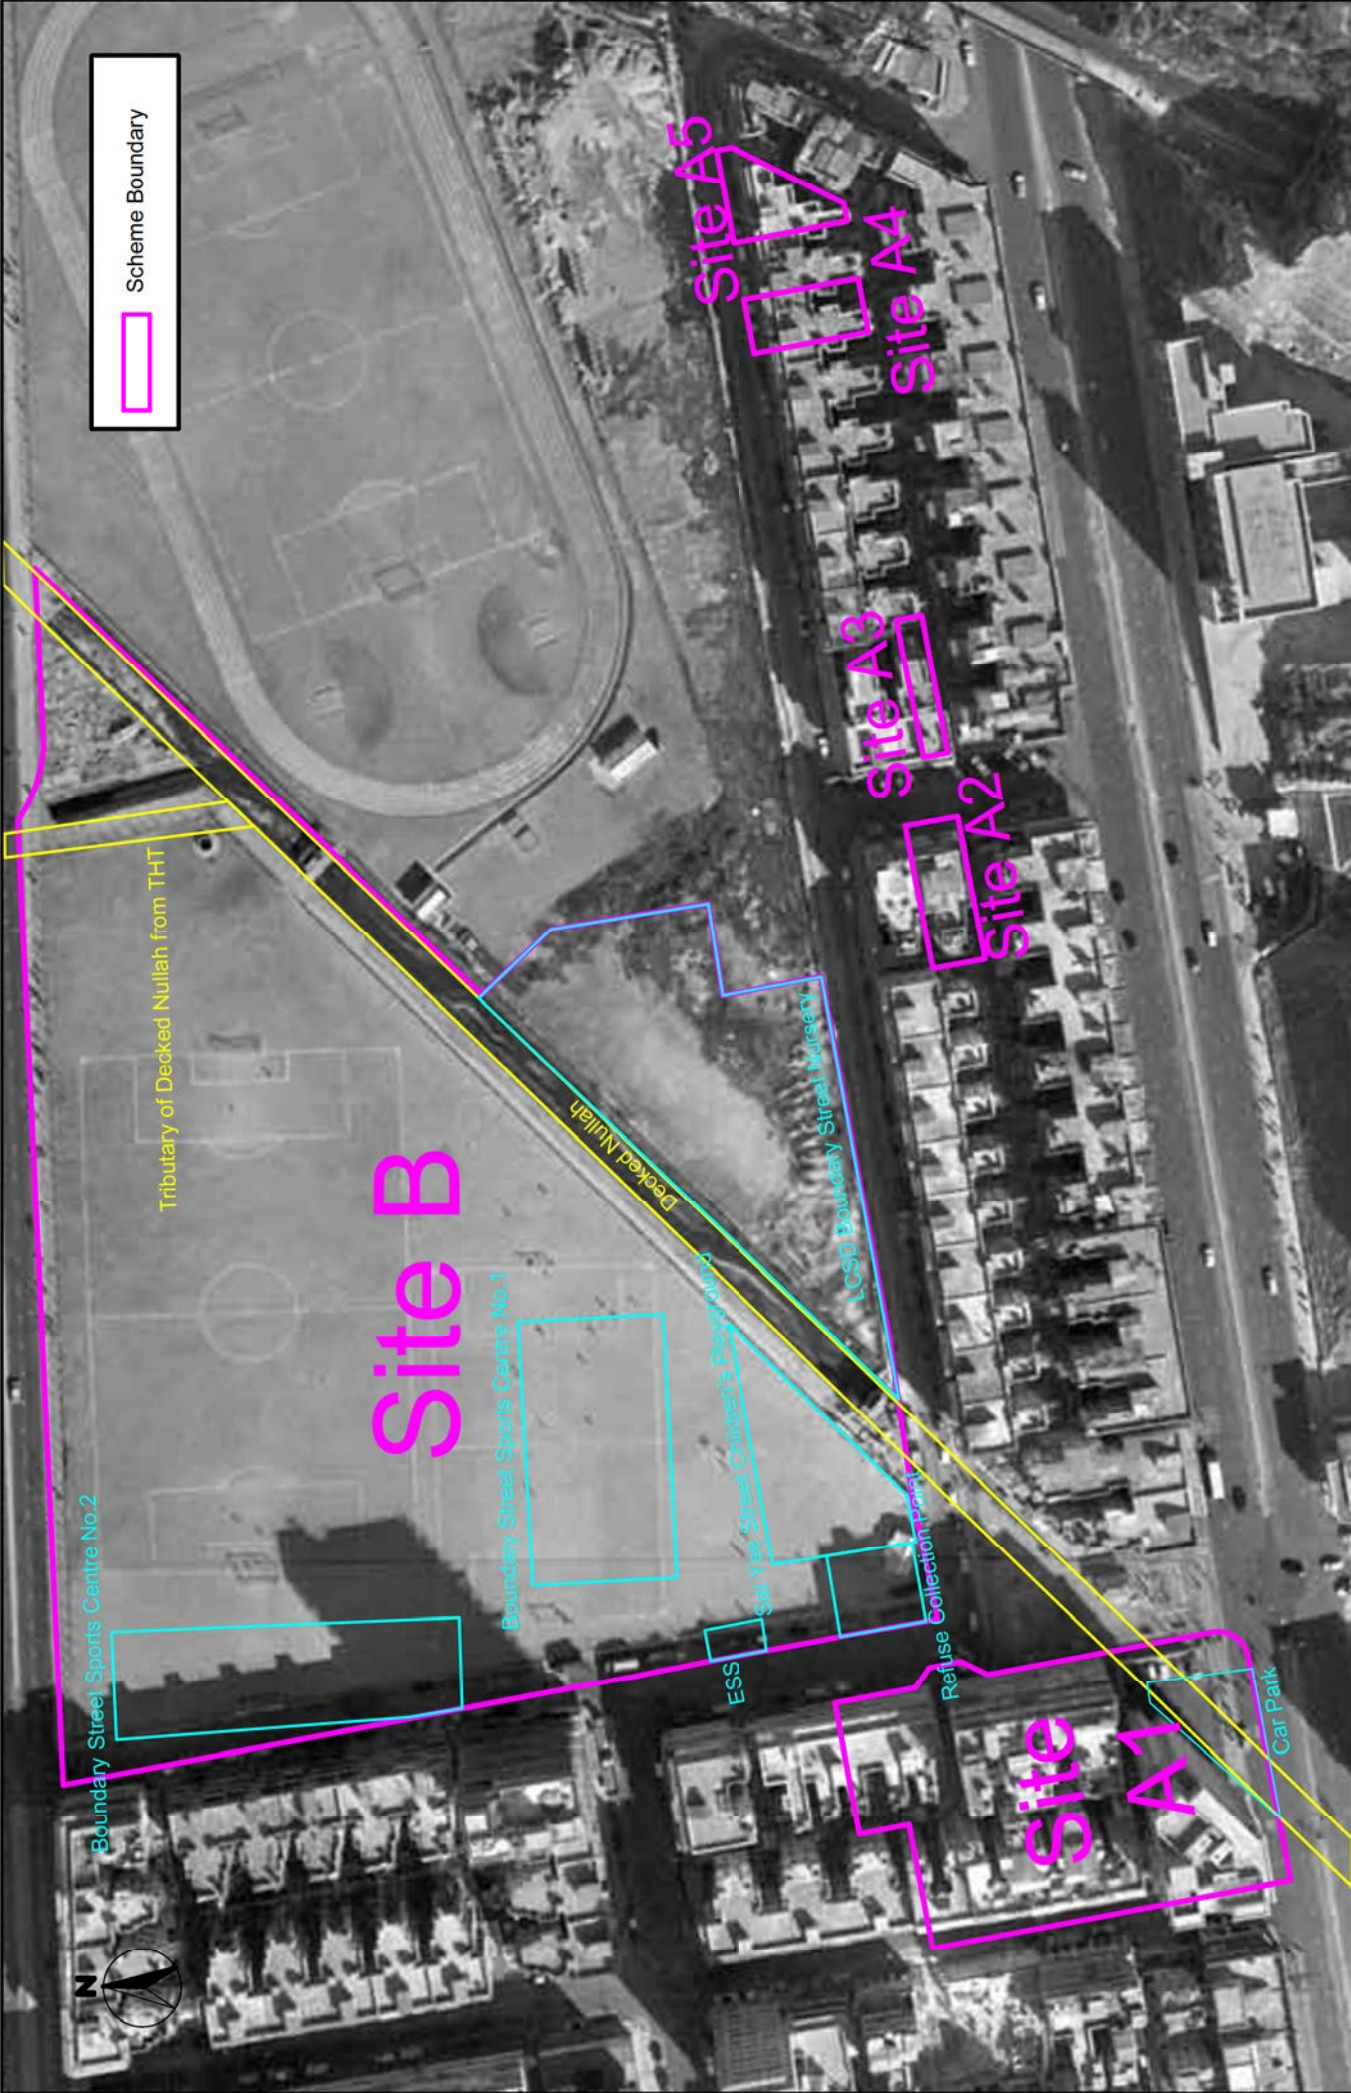 Scheme Boundary
Site A5
Site A4
Site A3
Site A2
Tributary of Decked Nullah from THT
Decked Nullah
Site B
LCSD Boundary Street Nursery
Boundary Street Sports Centre No.1
Sai Yee Street Children's Playground
Boundary Street Sports Centre No.2
ESS
Refuse Collection Point
Site
A1
Car Park
N